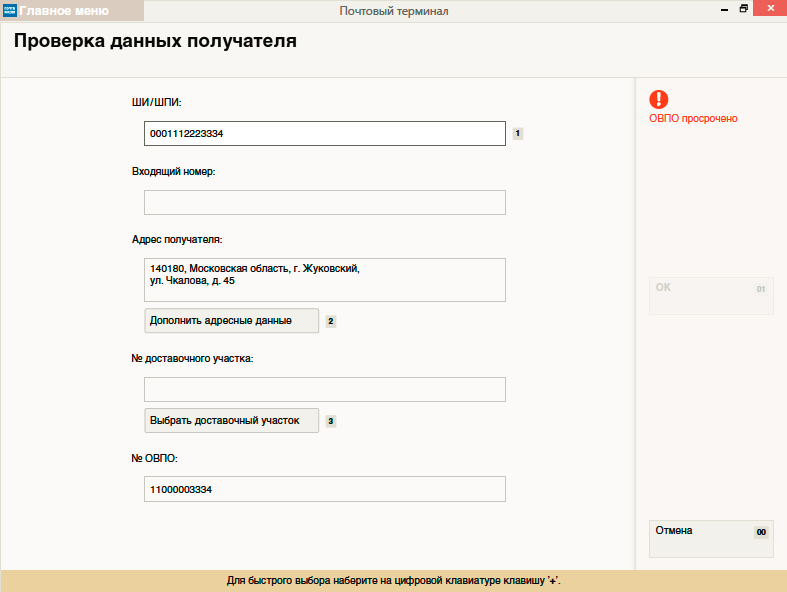 Главное меню
Почтовый терминал
Проверка данных получателя
ШИ/ШПИ:
0001112223334
1
Входящий номер:
Адрес получателя:
140180, Московская область, г. Жуковский,
ул. Чкалова, д. 45
Дополнить адресные данные
2
№ доставочного участка:
Выбрать доставочный участок
3
№ ОВПО:
11000003334
ОВПО просрочено
ОК
01
Отмена
00
Для быстрого выбора наберите на цифровой клавиатуре клавишу '+'.